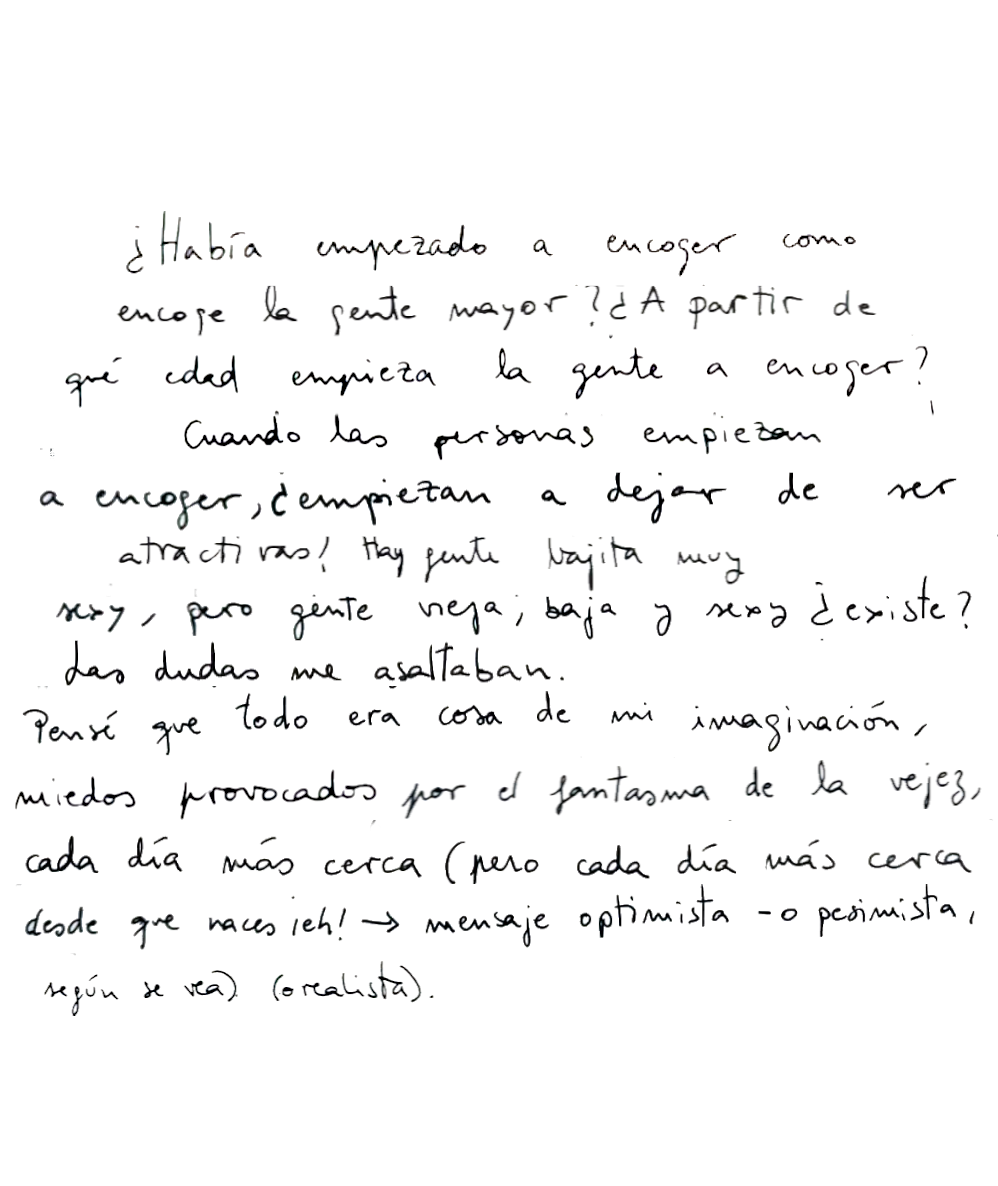 ¿Había empezado a encoger como
encoge la gente mayor? ¿A partir de
qué edad empieza la gente a encoger?
Cuando las personas empiezan
a encoger, ¿empiezan a dejar de ser
atractivas! Hay gente bajita muy
sexy, pero gente vieja, baja y sexy ¿existe?
Las dudas me asaltaban.
Pensé que todo era cosa de mi imaginación,
miedos provocados por el fantasma de la vejez,
cada día más cerca (pero cada día más cerca
desde que naces ¡eh! → mensaje optimista - o pesimista,
según se vea) (o realista).